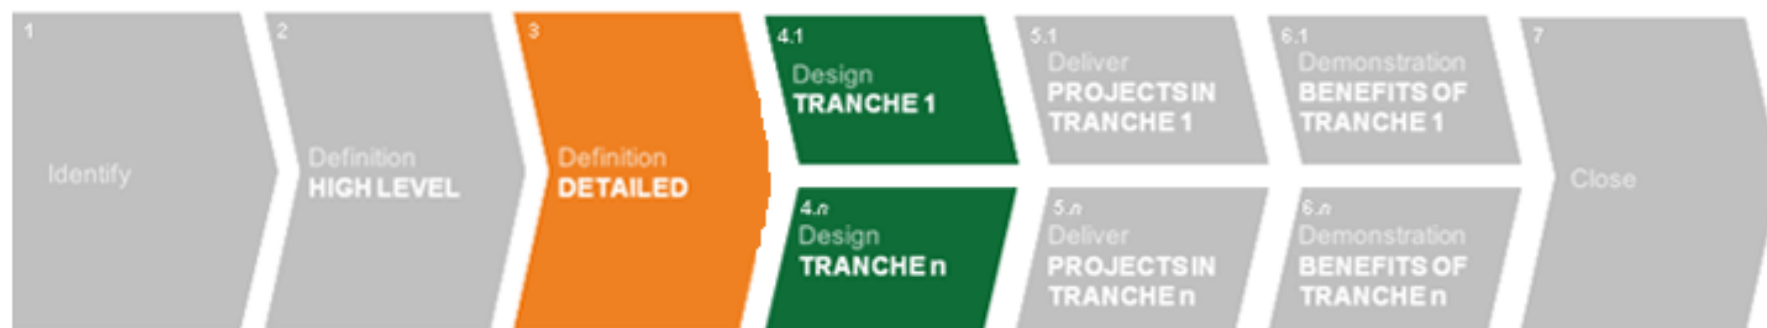 1
Identify
2
Definition
HIGH LEVEL
3
Definition
DETAILED
4.1
Design
TRANCHE 1
4.n
Design
TRANCHE n
5.1
Deliver
PROJECTS IN
TRANCHE 1
5.n
Deliver
PROJECTS IN
TRANCHE n
6.1
Demonstration
BENEFITS OF
TRANCHE 1
6.n
Demonstration
BENEFITS OF
TRANCHE n
7
Close